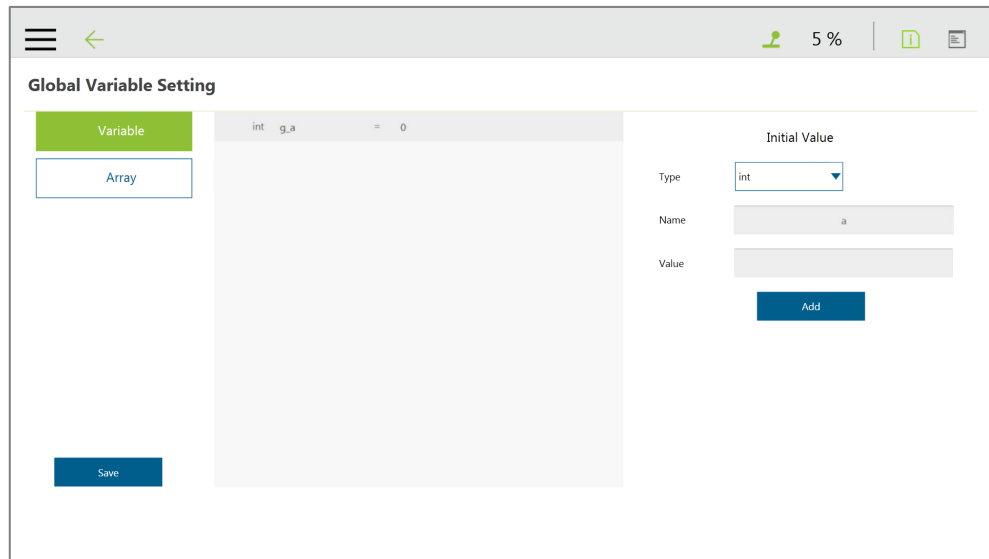 5 %
Global Variable Setting
Variable
int g_a = 0
Initial Value
Array
Type int
Name a
Value
Add
Save